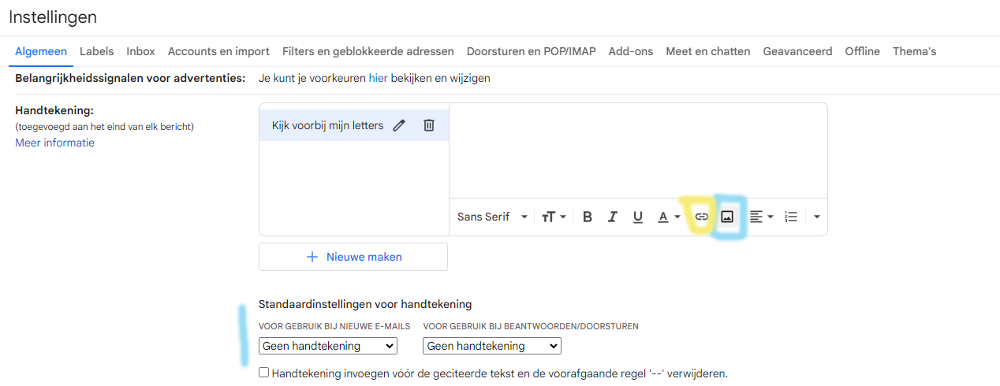 Instellingen
Algemeen Labels Inbox Accounts en import Filters en geblokkeerde adressen Doorsturen en POP/IMAP Add-ons Meet en chatten Geavanceerd Offline Thema's
Belangrijkheidssignalen voor advertenties: Je kunt je voorkeuren hier bekijken en wijzigen
Handtekening:
(toegevoegd aan het eind van elk bericht)
Meer informatie
Kijk voorbij mijn letters
Sans Serif TT B I U A
+ Nieuwe maken
Standaardinstellingen voor handtekening
VOOR GEBRUIK BIJ NIEUWE E-MAILS VOOR GEBRUIK BIJ BEANTWOORDEN/DOORSTUREN
Geen handtekening Geen handtekening
Handtekening invoegen vóór de geciteerde tekst en de voorafgaande regel '--' verwijderen.